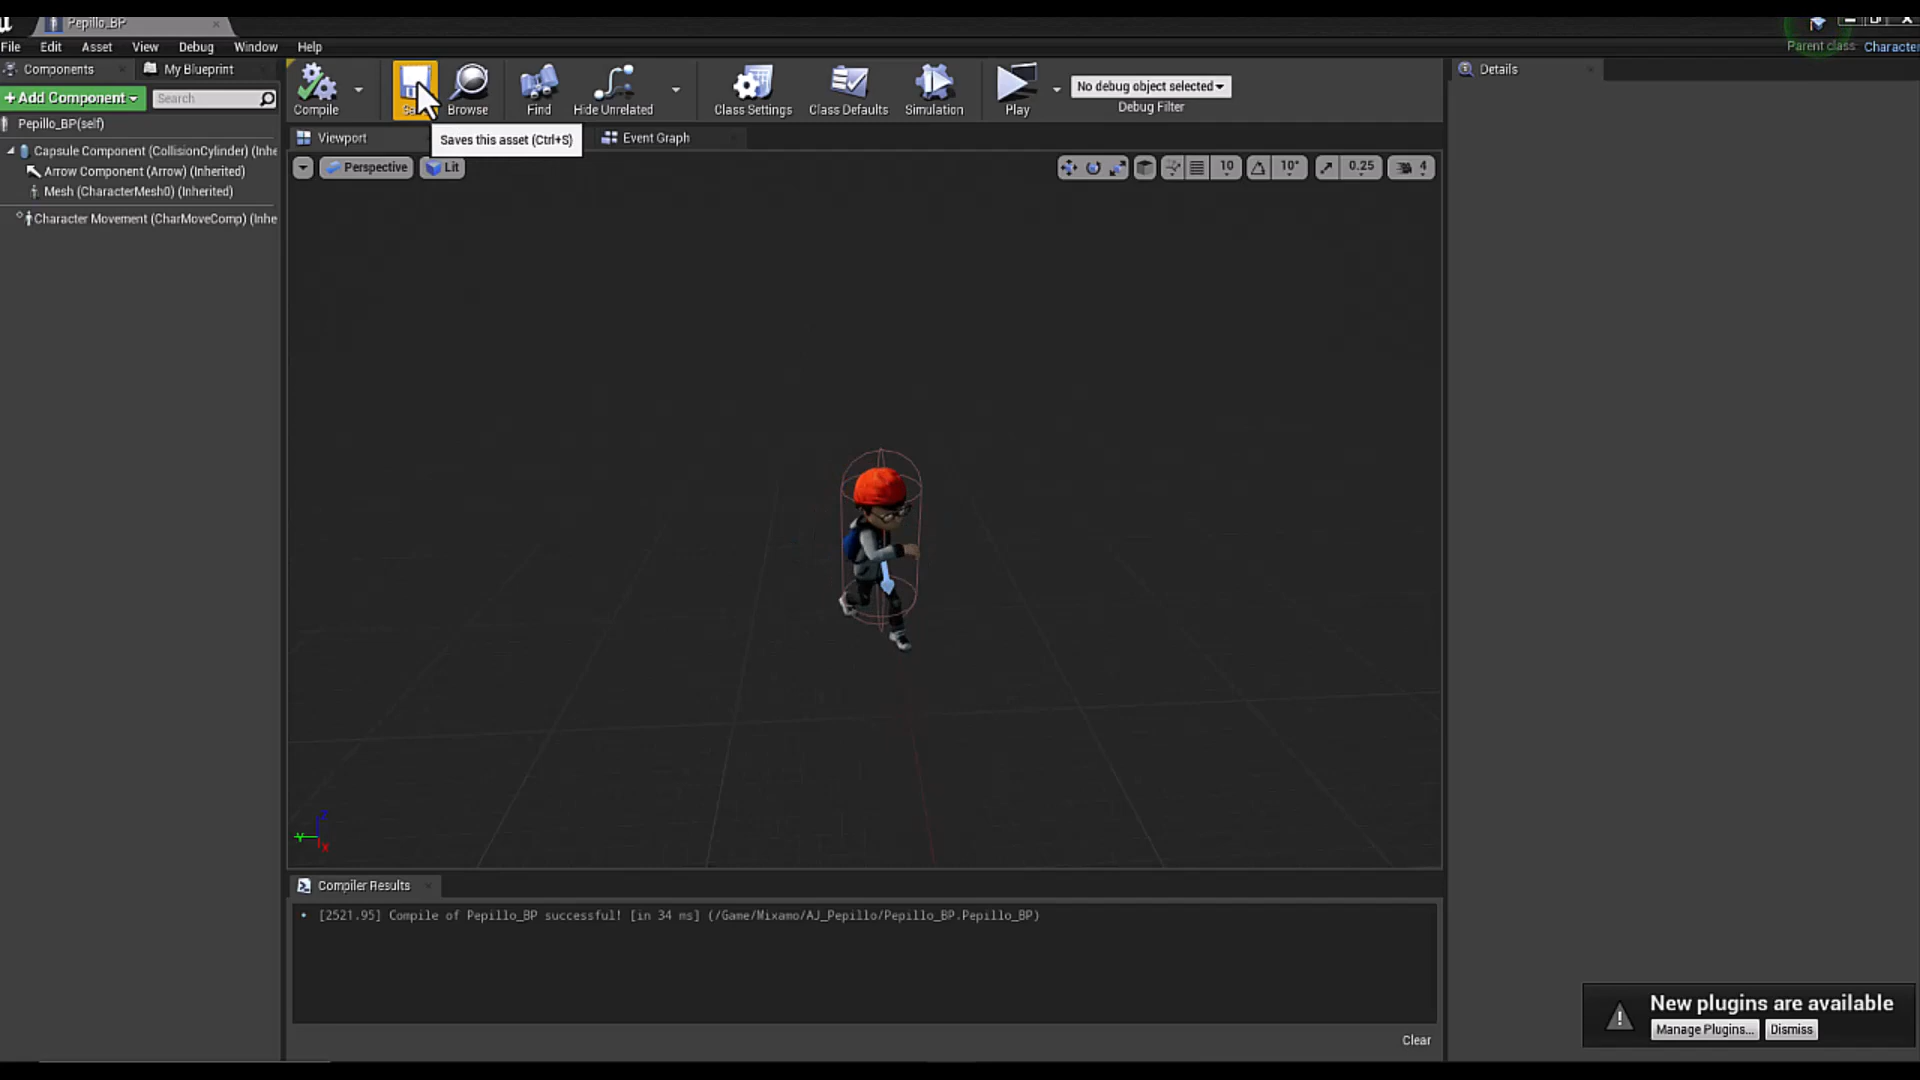 Pepillo_BP
File Edit Asset View Debug Window Help
Parent class Character
Components
My Blueprint
+Add Component
Search
Pepillo_BP(self)
Capsule Component (CollisionCylinder) (Inhe
Arrow Component (Arrow) (Inherited)
Mesh (CharacterMesh0) (Inherited)
Character Movement (CharMoveComp) (Inhe
Compile
Browse
Find
Hide Unrelated
Class Settings
Class Defaults
Simulation
Play
No debug object selected
Debug Filter
Saves this asset (Ctrl+S)
Viewport
Event Graph
Perspective
Lit
10
10°
0.25
4
Details
Z
Y
X
Compiler Results
[2521.95] Compile of Pepillo_BP successful! [in 34 ms] (/Game/Mixamo/AJ_Pepillo/Pepillo_BP.Pepillo_BP)
Clear
New plugins are available
Manage Plugins...
Dismiss